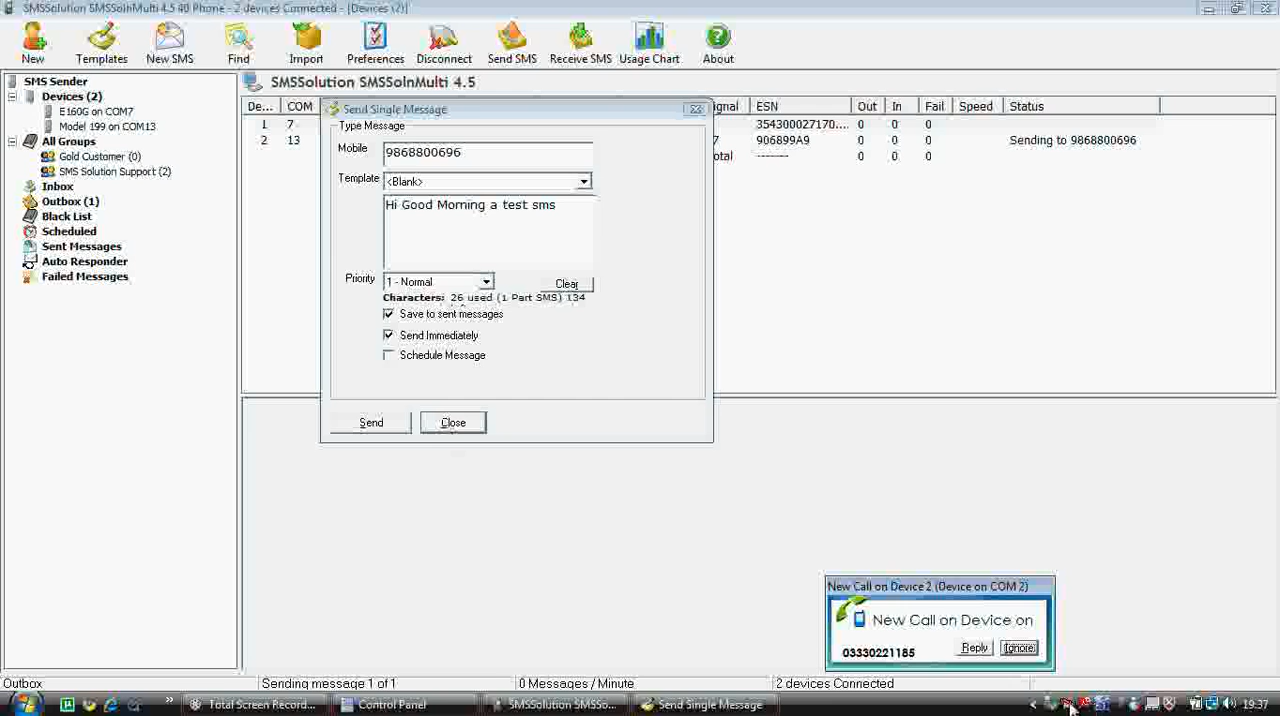 SMSSolution SMSSolnMulti 4.5 40 Phone - 2 devices Connected - [Devices (2)]
New Templates New SMS Find Import Preferences Disconnect Send SMS Receive SMS Usage Chart About
SMS Sender
Devices (2)
E160G on COM7
Model 199 on COM13
All Groups
Gold Customer (0)
SMS Solution Support (2)
Inbox
Outbox (1)
Black List
Scheduled
Sent Messages
Auto Responder
Failed Messages
SMSSolution SMSSolnMulti 4.5
De... COM ignal ESN Out In Fail Speed Status
1 7 354300027170.... 0 0 0
2 13 7 906899A9 0 0 0 Sending to 9868800696
otal -------- 0 0 0
Send Single Message
Type Message
Mobile 9868800696
Template <Blank>
Hi Good Morning a test sms
Priority 1 - Normal Clear
Characters: 26 used (1 Part SMS) 134
Save to sent messages
Send Immediately
Schedule Message
Send Close
New Call on Device 2 (Device on COM 2)
New Call on Device on
03330221185 Reply Ignore
Outbox Sending message 1 of 1 0 Messages / Minute 2 devices Connected
» Total Screen Record... Control Panel SMSSolution SMSSo... Send Single Message 19:37